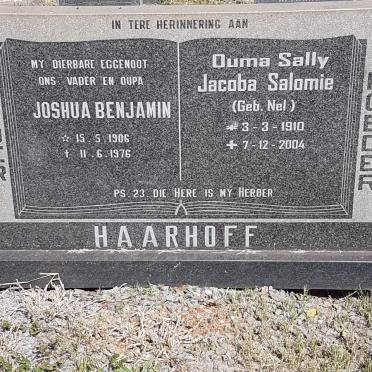 IN TERE HERINNERING AAN
MY DIERBARE EGGENOOT
ONS VADER EN OUPA
JOSHUA BENJAMIN
☆ 15. 5. 1906
† 11. 6. 1976
Ouma Sally
Jacoba Salomie
(Geb. Nel)
* 3-3-1910
✝ 7-12-2004
PS. 23. DIE HERE IS MY HERDER
HAARHOFF